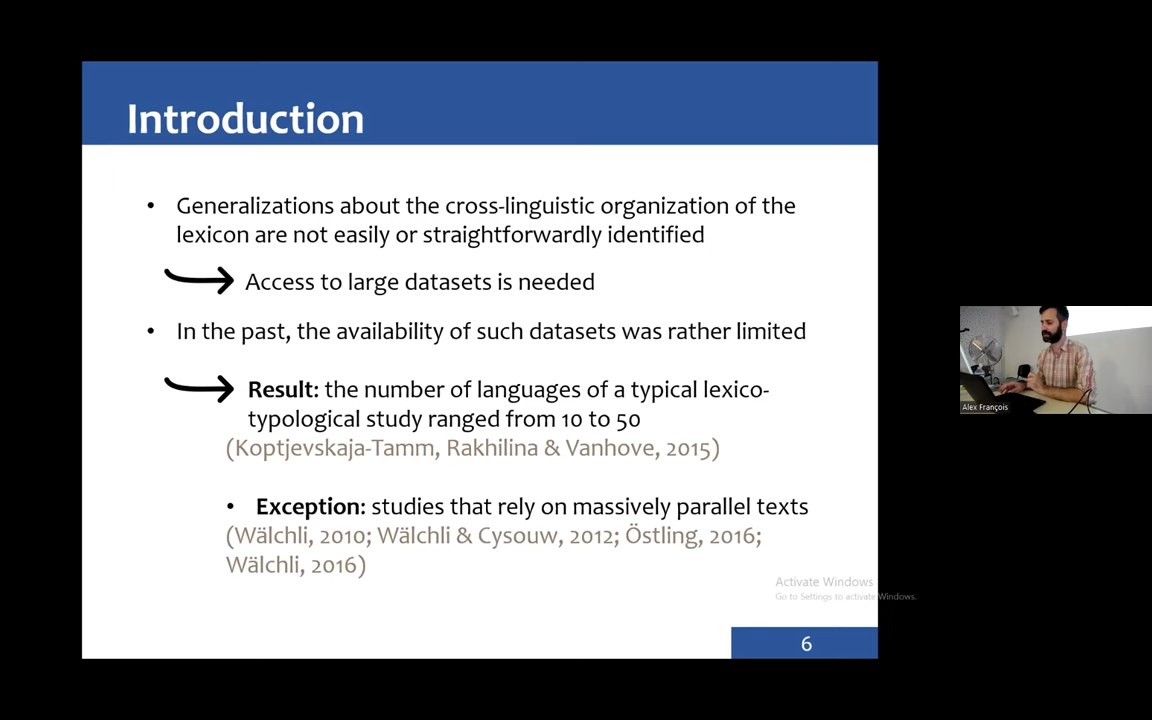 Introduction
• Generalizations about the cross-linguistic organization of the
lexicon are not easily or straightforwardly identified
Access to large datasets is needed
• In the past, the availability of such datasets was rather limited
Result: the number of languages of a typical lexico-
typological study ranged from 10 to 50
(Koptjevskaja-Tamm, Rakhilina & Vanhove, 2015)
• Exception: studies that rely on massively parallel texts
(Wälchli, 2010; Wälchli & Cysouw, 2012; Östling, 2016;
Wälchli, 2016)
Activate Windows
Go to Settings to activate Windows.
6
Alex François